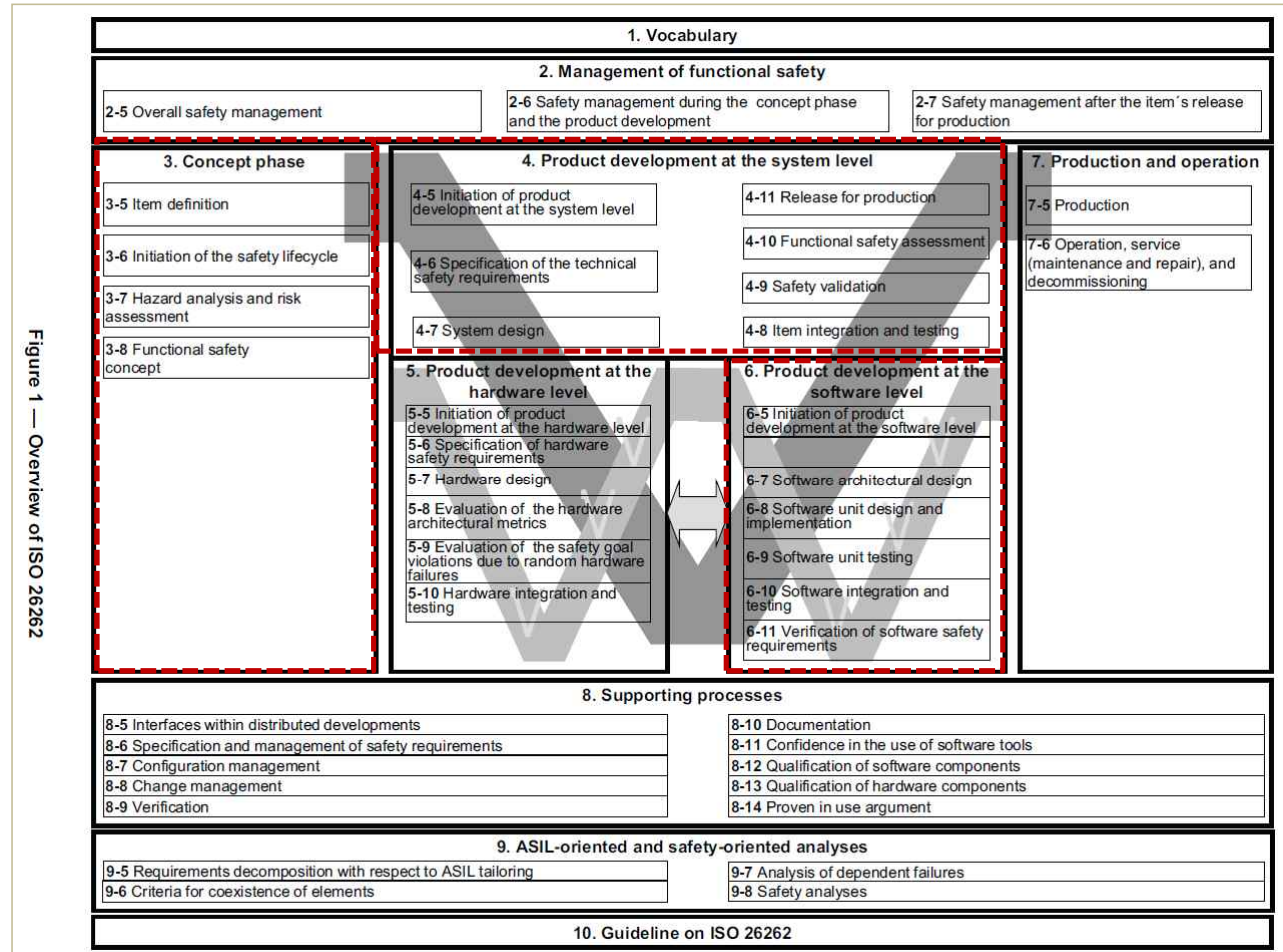 1. Vocabulary
2. Management of functional safety
2-5 Overall safety management
2-6 Safety management during the concept phase
and the product development
2-7 Safety management after the item´s release
for production
3. Concept phase
3-5 Item definition
3-6 Initiation of the safety lifecycle
3-7 Hazard analysis and risk
assessment
3-8 Functional safety
concept
4. Product development at the system level
4-5 Initiation of product
development at the system level
4-6 Specification of the technical
safety requirements
4-7 System design
4-11 Release for production
4-10 Functional safety assessment
4-9 Safety validation
4-8 Item integration and testing
7. Production and operation
7-5 Production
7-6 Operation, service
(maintenance and repair), and
decommissioning
5. Product development at the
hardware level
5-5 Initiation of product
development at the hardware level
5-6 Specification of hardware
safety requirements
5-7 Hardware design
5-8 Evaluation of the hardware
architectural metrics
5-9 Evaluation of the safety goal
violations due to random hardware
failures
5-10 Hardware integration and
testing
6. Product development at the
software level
6-5 Initiation of product
development at the software level
6-7 Software architectural design
6-8 Software unit design and
implementation
6-9 Software unit testing
6-10 Software integration and
testing
6-11 Verification of software safety
requirements
8. Supporting processes
8-5 Interfaces within distributed developments
8-6 Specification and management of safety requirements
8-7 Configuration management
8-8 Change management
8-9 Verification
8-10 Documentation
8-11 Confidence in the use of software tools
8-12 Qualification of software components
8-13 Qualification of hardware components
8-14 Proven in use argument
9. ASIL-oriented and safety-oriented analyses
9-5 Requirements decomposition with respect to ASIL tailoring
9-6 Criteria for coexistence of elements
9-7 Analysis of dependent failures
9-8 Safety analyses
10. Guideline on ISO 26262
Figure 1 — Overview of ISO 26262